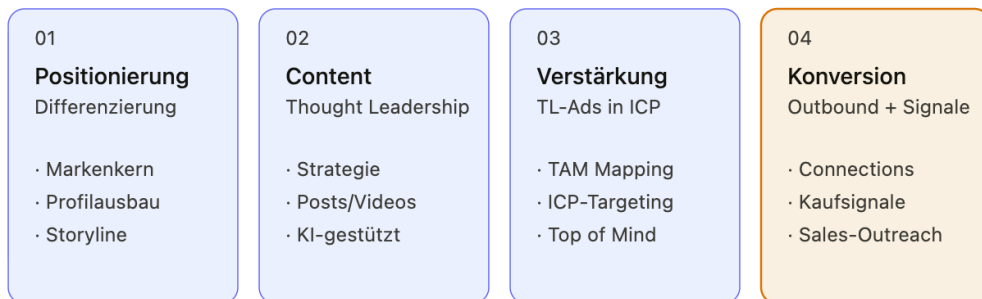 01
Positionierung
Differenzierung
· Markenkern
· Profilausbau
· Storyline
02
Content
Thought Leadership
· Strategie
· Posts/Videos
· KI-gestützt
03
Verstärkung
TL-Ads in ICP
· TAM Mapping
· ICP-Targeting
· Top of Mind
04
Konversion
Outbound + Signale
· Connections
· Kaufsignale
· Sales-Outreach